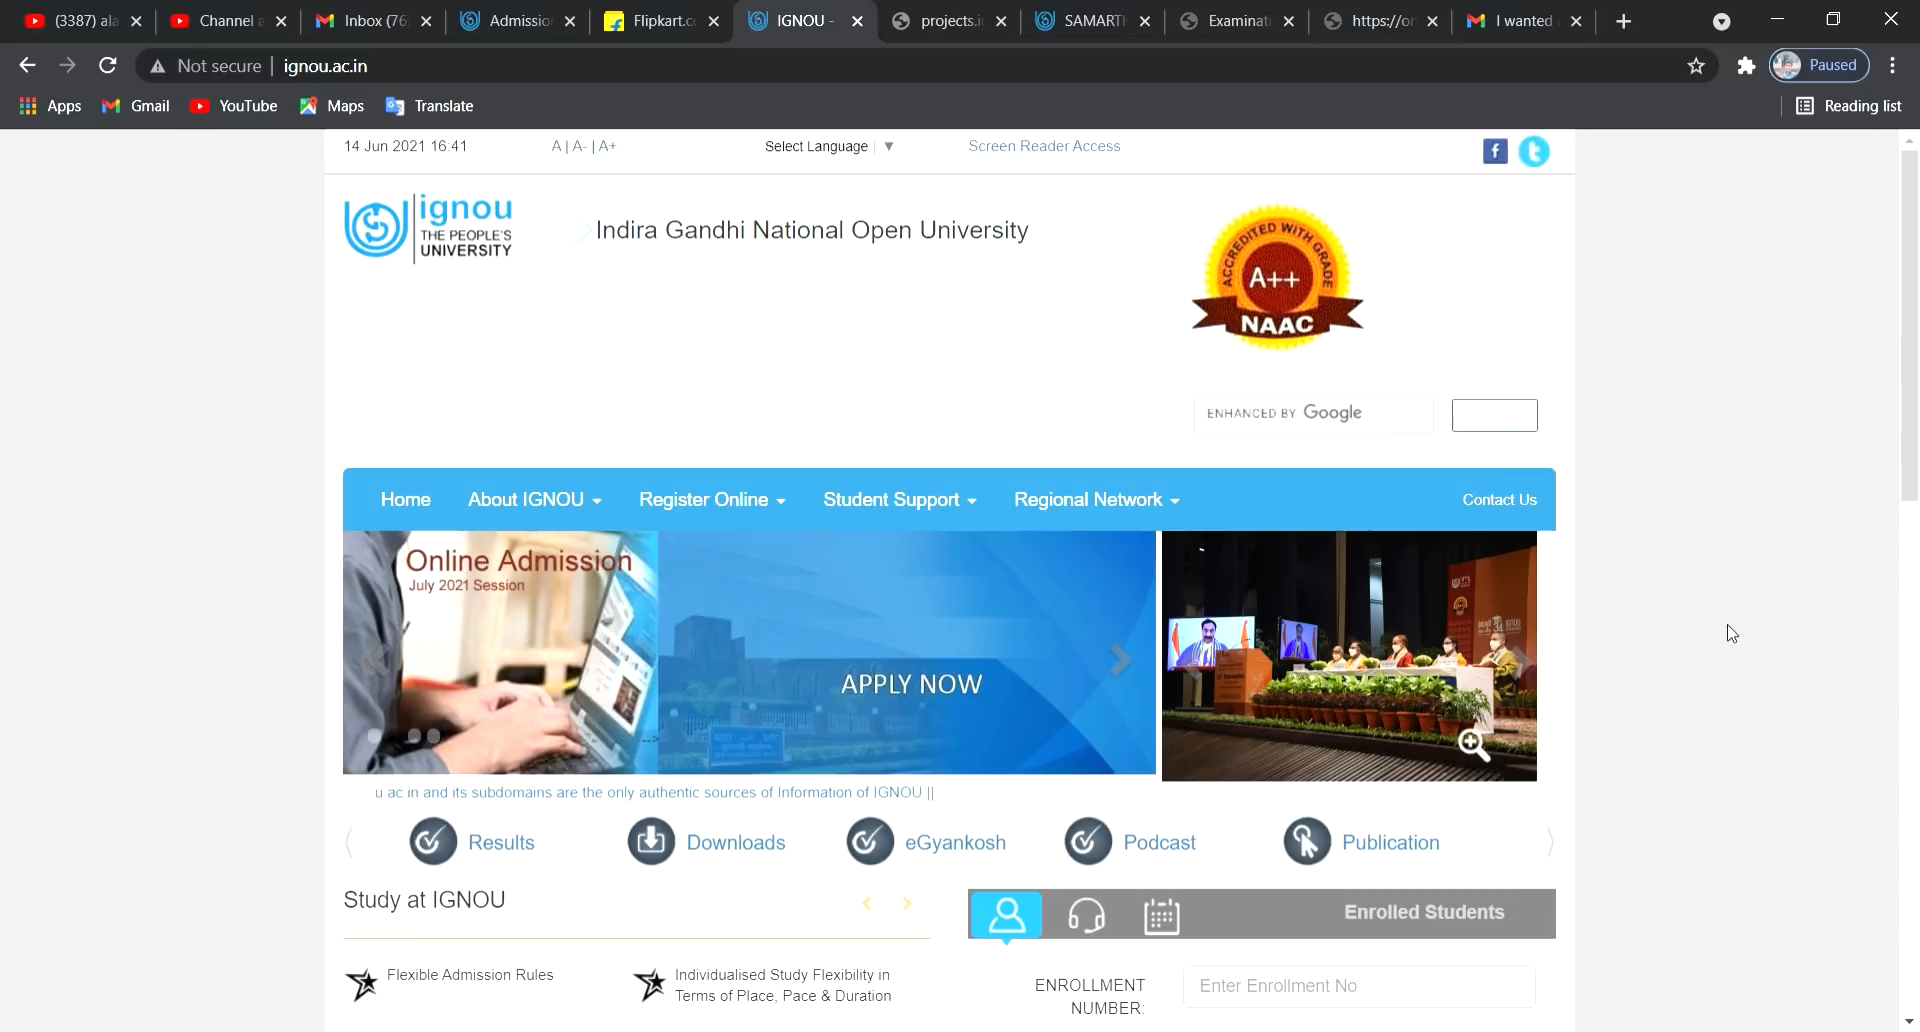 (3387) ala
Channel a
Inbox (76
Admission
Flipkart.co
IGNOU -
projects.i
SAMARTH
Examinati
https://or
I wanted
Not secure
ignou.ac.in
Paused
Apps
Gmail
YouTube
Maps
Translate
Reading list
14 Jun 2021 16:41
A | A- | A+
Select Language ▼
Screen Reader Access
ignou
THE PEOPLE'S
UNIVERSITY
Indira Gandhi National Open University
ACCREDITED WITH GRADE
A++
NAAC
ENHANCED BY Google
Home
About IGNOU
Register Online
Student Support
Regional Network
Contact Us
Online Admission
July 2021 Session
APPLY NOW
-->
u ac in and its subdomains are the only authentic sources of Information of IGNOU ||
Results
Downloads
eGyankosh
Podcast
Publication
Study at IGNOU
Enrolled Students
Flexible Admission Rules
Individualised Study Flexibility in
Terms of Place, Pace & Duration
ENROLLMENT
NUMBER:
Enter Enrollment No